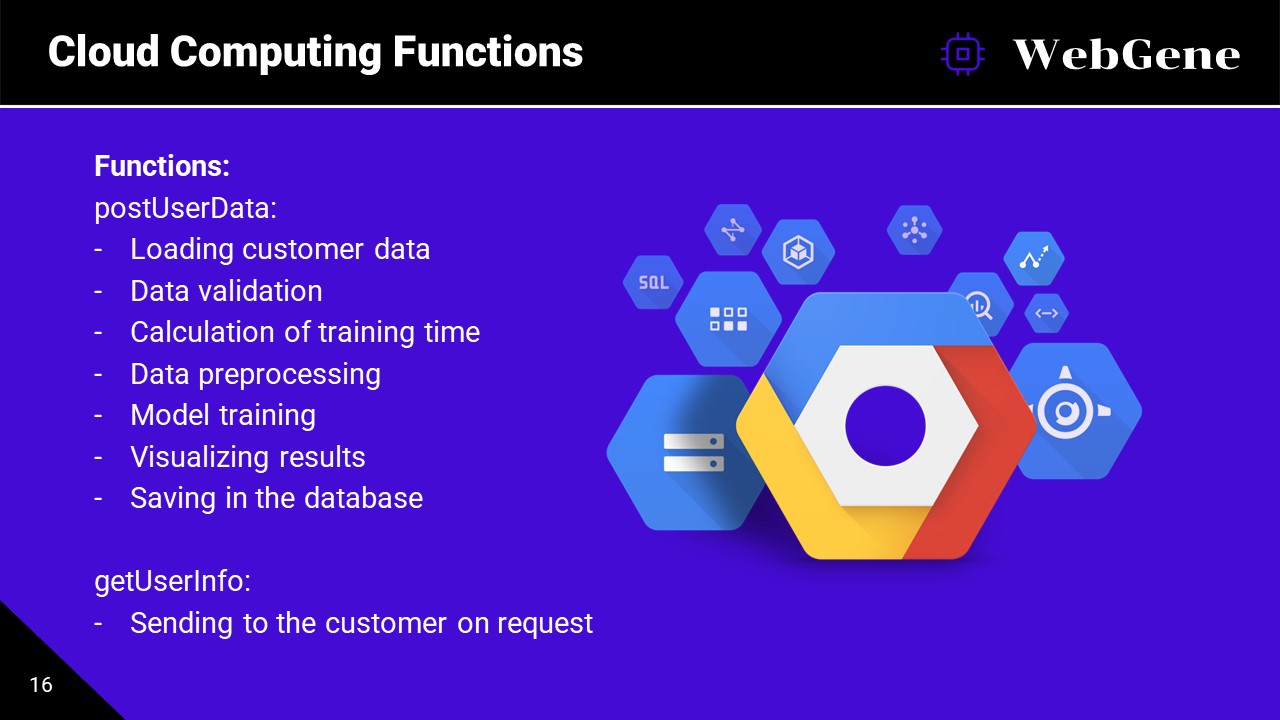 Cloud Computing Functions
WebGene
Functions:
postUserData:
- Loading customer data
- Data validation
- Calculation of training time
- Data preprocessing
- Model training
- Visualizing results
- Saving in the database
getUserInfo:
- Sending to the customer on request
SQL
16